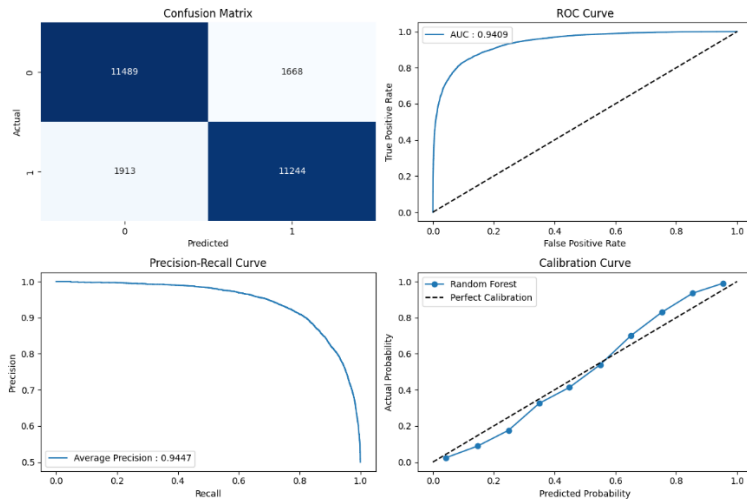 Confusion Matrix
0
11489
1668
Actual
1
1913
11244
0
1
Predicted
ROC Curve
AUC : 0.9409
1.0
0.8
0.6
0.4
0.2
0.0
True Positive Rate
0.0 0.2 0.4 0.6 0.8 1.0
False Positive Rate
Precision-Recall Curve
1.0
0.9
0.8
0.7
0.6
0.5
Precision
Average Precision : 0.9447
0.0 0.2 0.4 0.6 0.8 1.0
Recall
Calibration Curve
Random Forest
Perfect Calibration
1.0
0.8
0.6
0.4
0.2
0.0
Actual Probability
0.0 0.2 0.4 0.6 0.8 1.0
Predicted Probability